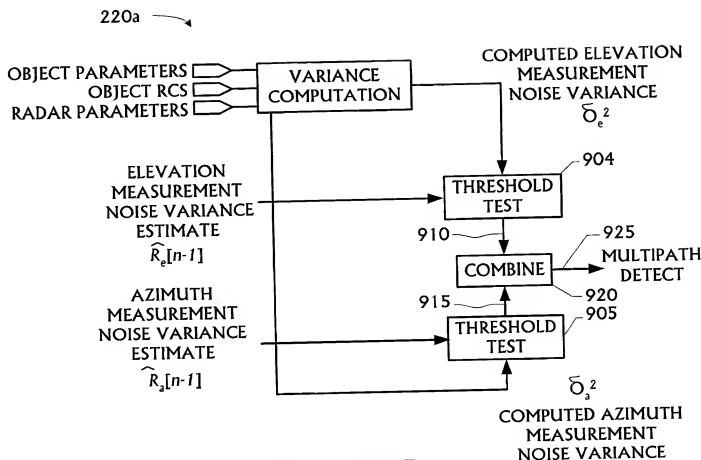 220a
OBJECT PARAMETERS
OBJECT RCS
RADAR PARAMETERS
VARIANCE
COMPUTATION
COMPUTED ELEVATION
MEASUREMENT
NOISE VARIANCE
σ̄e²
904
ELEVATION
MEASUREMENT
NOISE VARIANCE
ESTIMATE
R̂e[n-1]
THRESHOLD
TEST
910
925
COMBINE
MULTIPATH
DETECT
920
915
AZIMUTH
MEASUREMENT
NOISE VARIANCE
ESTIMATE
R̂a[n-1]
THRESHOLD
TEST
905
σ̄a²
COMPUTED AZIMUTH
MEASUREMENT
NOISE VARIANCE